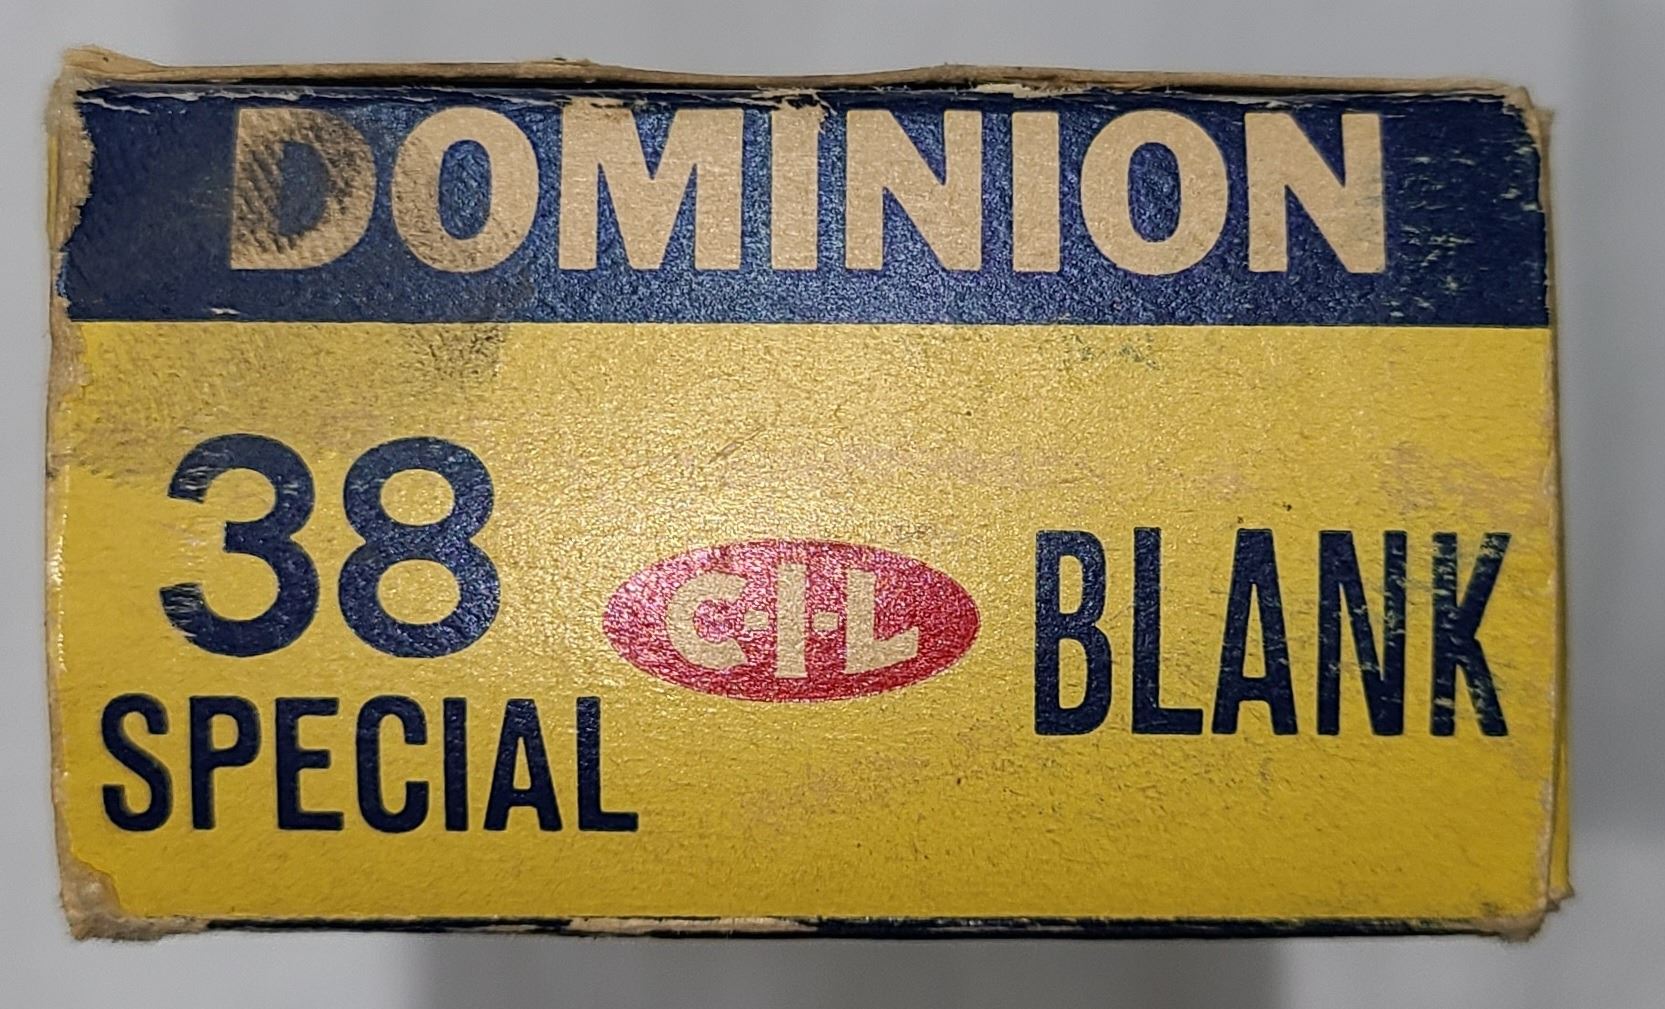 DOMINION
38
SPECIAL
C·I·L
BLANK